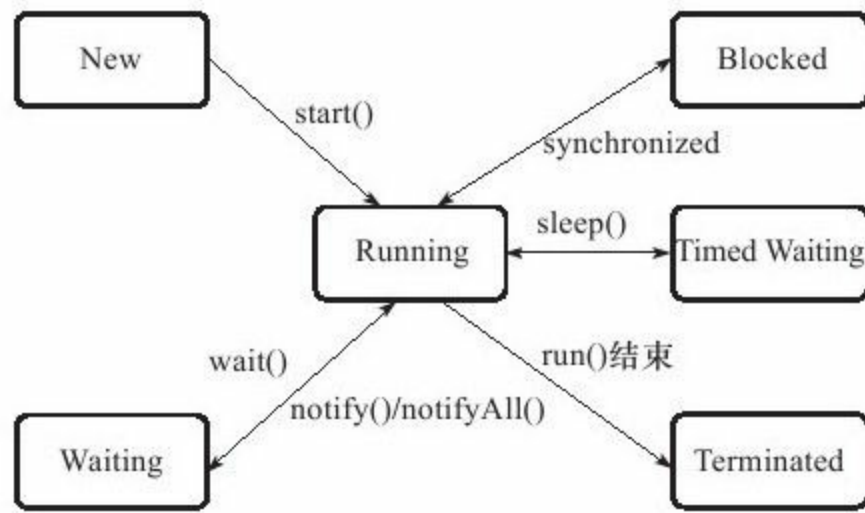 New
Blocked
start()
synchronized
Running
sleep()
Timed Waiting
wait()
run()结束
notify()/notifyAll()
Waiting
Terminated